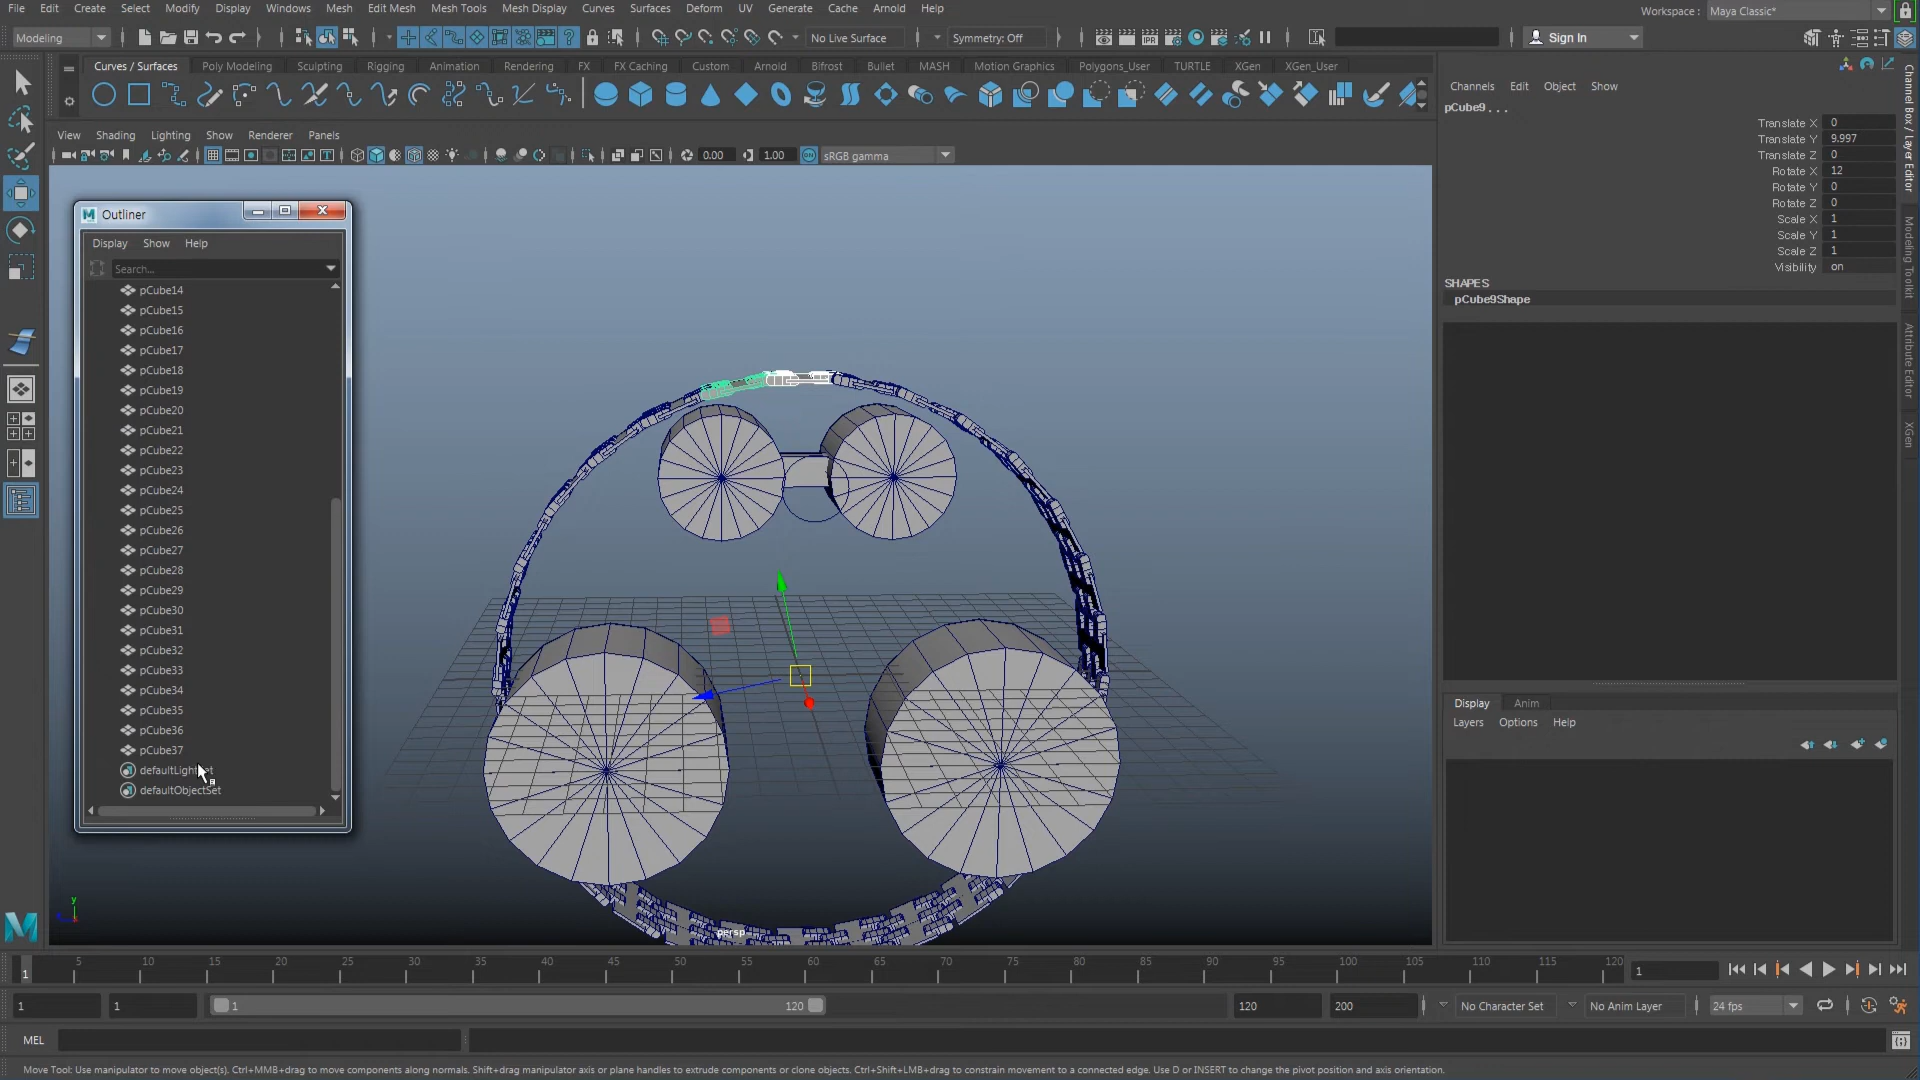 File Edit Create Select Modify Display Windows Mesh Edit Mesh Mesh Tools Mesh Display Curves Surfaces Deform UV Generate Cache Arnold Help
Workspace : Maya Classic*
Modeling No Live Surface Symmetry: Off Sign In
Curves / Surfaces Poly Modeling Sculpting Rigging Animation Rendering FX FX Caching Custom Arnold Bifrost Bullet MASH Motion Graphics Polygons_User TURTLE XGen XGen_User
View Shading Lighting Show Renderer Panels
0.00 1.00 sRGB gamma
Outliner
Display Show Help
Search...
pCube14
pCube15
pCube16
pCube17
pCube18
pCube19
pCube20
pCube21
pCube22
pCube23
pCube24
pCube25
pCube26
pCube27
pCube28
pCube29
pCube30
pCube31
pCube32
pCube33
pCube34
pCube35
pCube36
pCube37
defaultObjectSet
persp
y
Channels Edit Object Show
pCube9 . . .
Translate X 0
Translate Y 9.997
Translate Z 0
Rotate X 12
Rotate Y 0
Rotate Z 0
Scale X 1
Scale Y 1
Scale Z 1
Visibility on
SHAPES
pCube9Shape
Display Anim
Layers Options Help
Channel Box / Layer Editor
Modeling Toolkit
Attribute Editor
XGen
1 5 10 15 20 25 30 35 40 45 50 55 60 65 70 75 80 85 90 95 100 105 110 115 120 1
1 1 1 120 120 200 No Character Set No Anim Layer 24 fps
MEL
Move Tool: Use manipulator to move object(s). Ctrl+MMB+drag to move components along normals. Shift+drag manipulator axis or plane handles to extrude components or clone objects. Ctrl+Shift+LMB+drag to constrain movement to a connected edge. Use D or INSERT to change the pivot position and axis orientation.